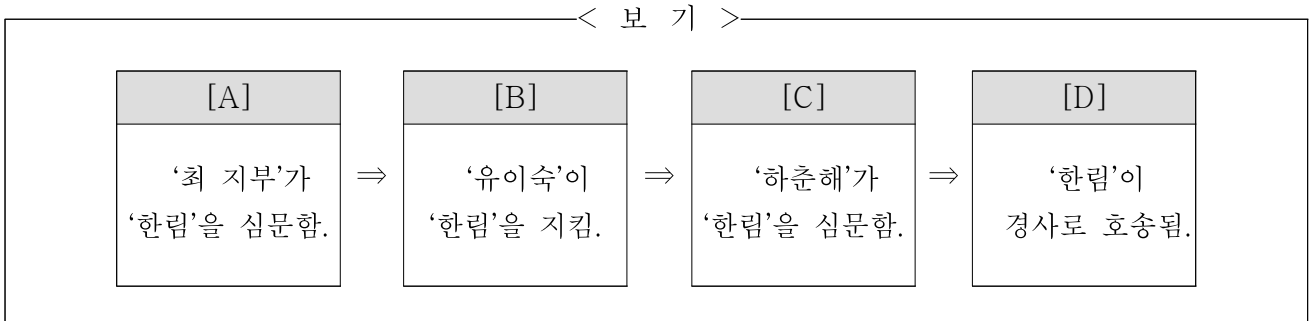 < 보 기 >
[A] [B] [C] [D]
‘최 지부’가 ⇒ ‘유이숙’이 ⇒ ‘하춘해’가 ⇒ ‘한림’이
‘한림’을 심문함. ‘한림’을 지킴. ‘한림’을 심문함. 경사로 호송됨.